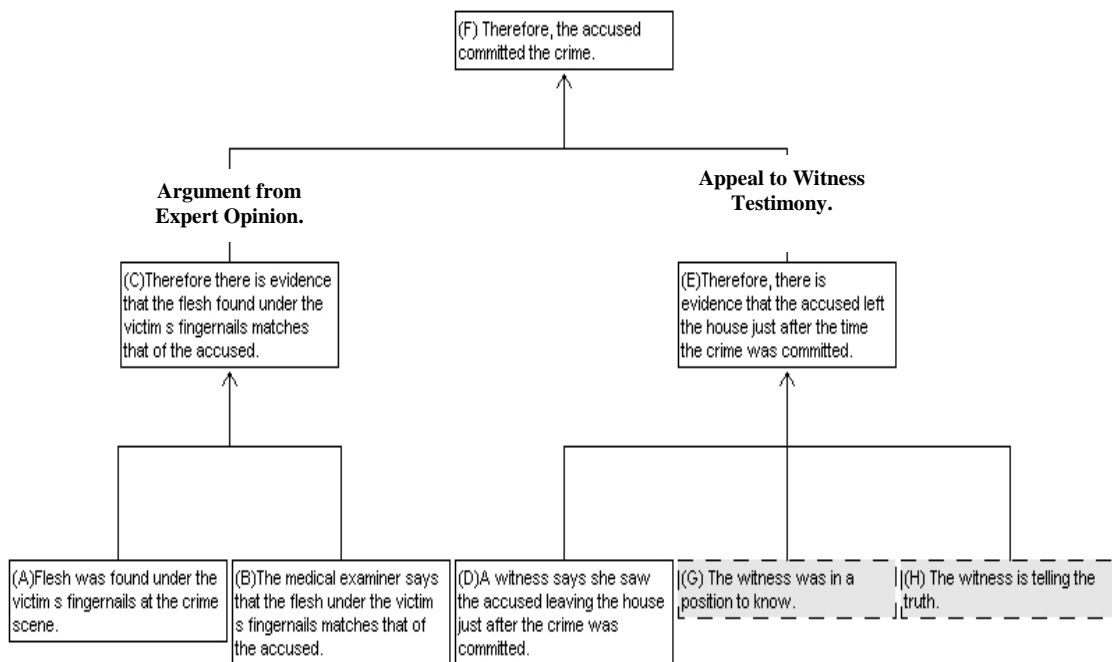 (F) Therefore, the accused
committed the crime.
Argument from
Expert Opinion.
Appeal to Witness
Testimony.
(C)Therefore there is evidence
that the flesh found under the
victim s fingernails matches
that of the accused.
(E)Therefore, there is
evidence that the accused left
the house just after the time
the crime was committed.
(A)Flesh was found under the
victim s fingernails at the crime
scene.
(B)The medical examiner says
that the flesh under the victim
s fingernails matches that of
the accused.
(D)A witness says she saw
the accused leaving the house
just after the crime was
committed.
(G) The witness was in a
position to know.
(H) The witness is telling the
truth.